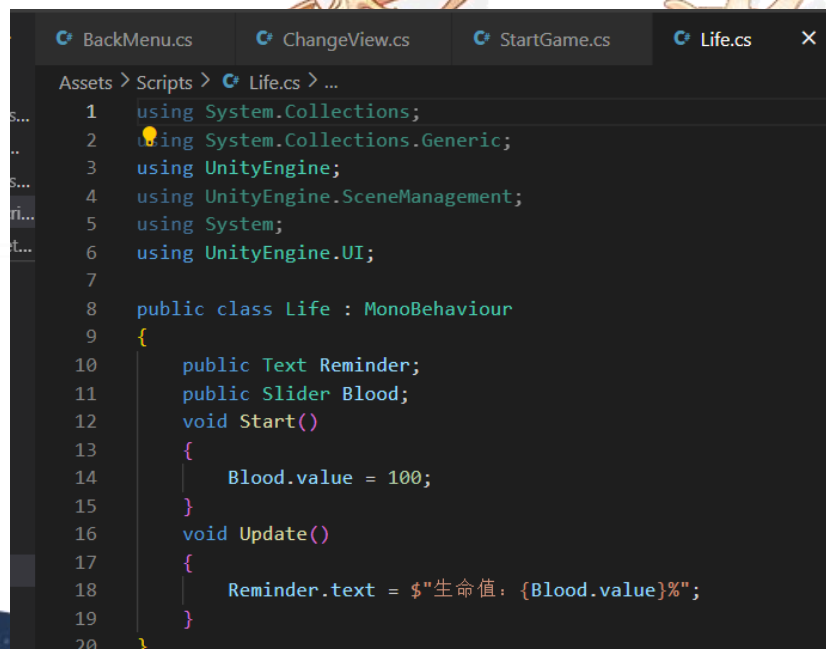 BackMenu.cs ChangeView.cs StartGame.cs Life.cs
Assets > Scripts > Life.cs > ...
1 using System.Collections;
2 using System.Collections.Generic;
3 using UnityEngine;
4 using UnityEngine.SceneManagement;
5 using System;
6 using UnityEngine.UI;
7
8 public class Life : MonoBehaviour
9 {
10 public Text Reminder;
11 public Slider Blood;
12 void Start()
13 {
14 Blood.value = 100;
15 }
16 void Update()
17 {
18 Reminder.text = $"生命值：{Blood.value}%";
19 }
20 }